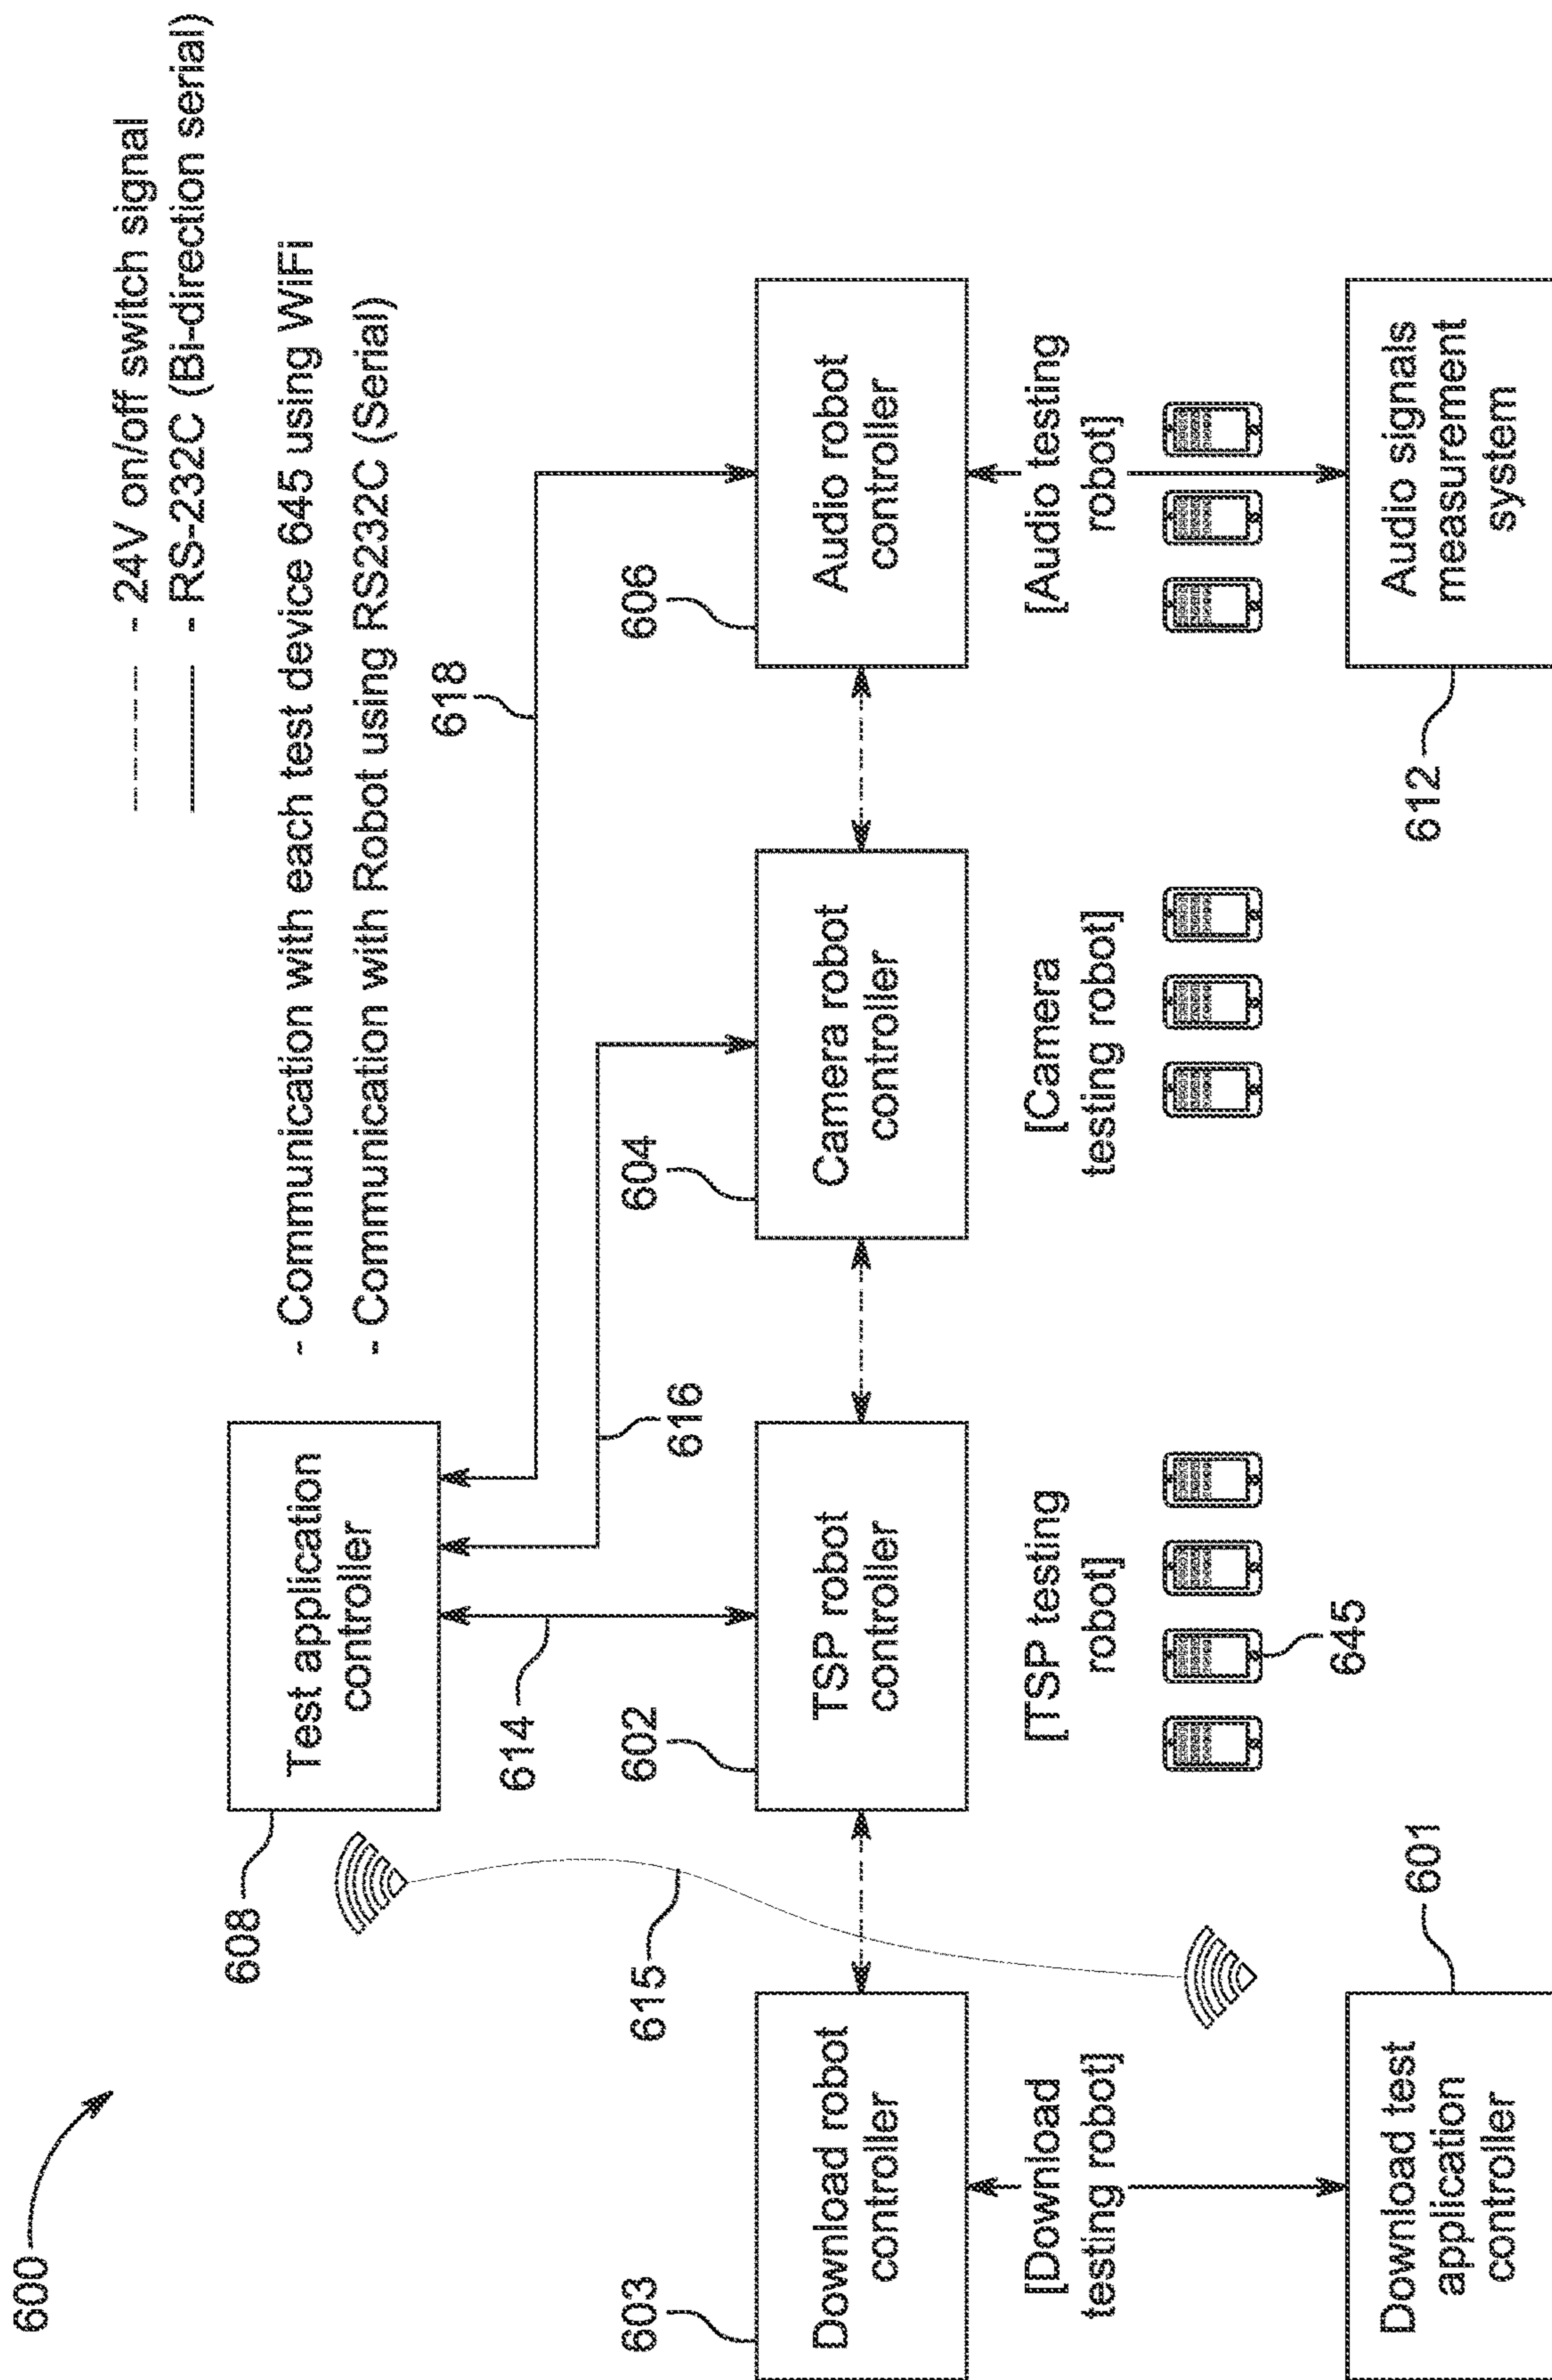 600
- 24V on/off switch signal
- RS-232C (Bi-direction serial)
- Communication with each test device 645 using WiFi
- Communication with Robot using RS232C (Serial)
608
Test application
controller
618
614
616
615
603
Download robot
controller
602
TSP robot
controller
604
Camera robot
controller
606
Audio robot
controller
[Download
testing robot]
[TSP testing
robot]
[Camera
testing robot]
[Audio testing
robot]
645
601
Download test
application
controller
612
Audio signals
measurement
system